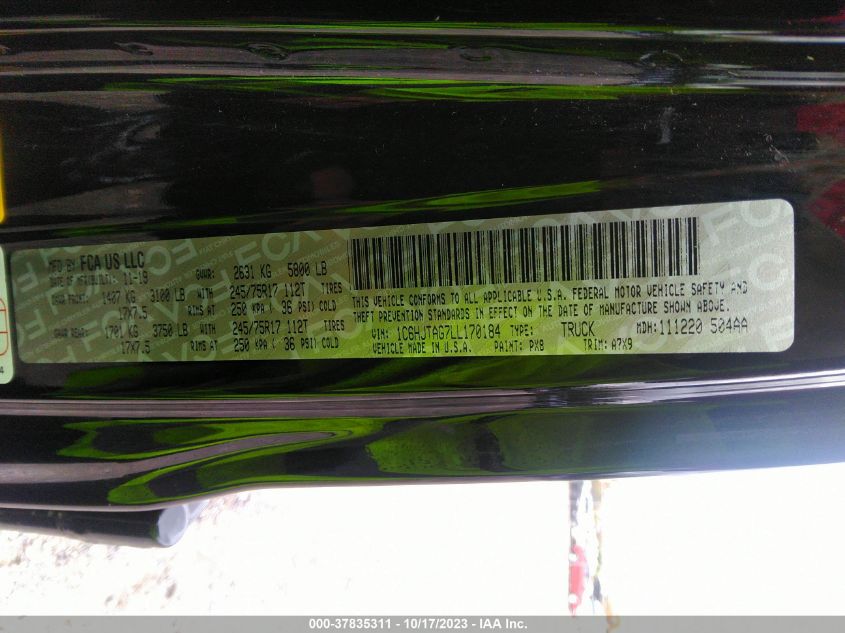 MFD BY FCA US LLC
DATE OF MFR(BUILT): 11-19 GVWR: 2631 KG 5800 LB
GAWR FRONT: 1407 KG 3100 LB WITH 245/75R17 112T TIRES
17X7.5 RIMS AT 250 KPA ( 36 PSI) COLD
GAWR REAR: 1701 KG 3750 LB WITH 245/75R17 112T TIRES
17X7.5 RIMS AT 250 KPA ( 36 PSI) COLD
THIS VEHICLE CONFORMS TO ALL APPLICABLE U.S.A. FEDERAL MOTOR VEHICLE SAFETY AND
THEFT PREVENTION STANDARDS IN EFFECT ON THE DATE OF MANUFACTURE SHOWN ABOVE.
VIN: 1C6HJTAG7LL170184 TYPE: TRUCK MDH: 111220 504AA
VEHICLE MADE IN U.S.A. PAINT: PX8 TRIM: A7X9
4
000-37835311 - 10/17/2023 - IAA Inc.